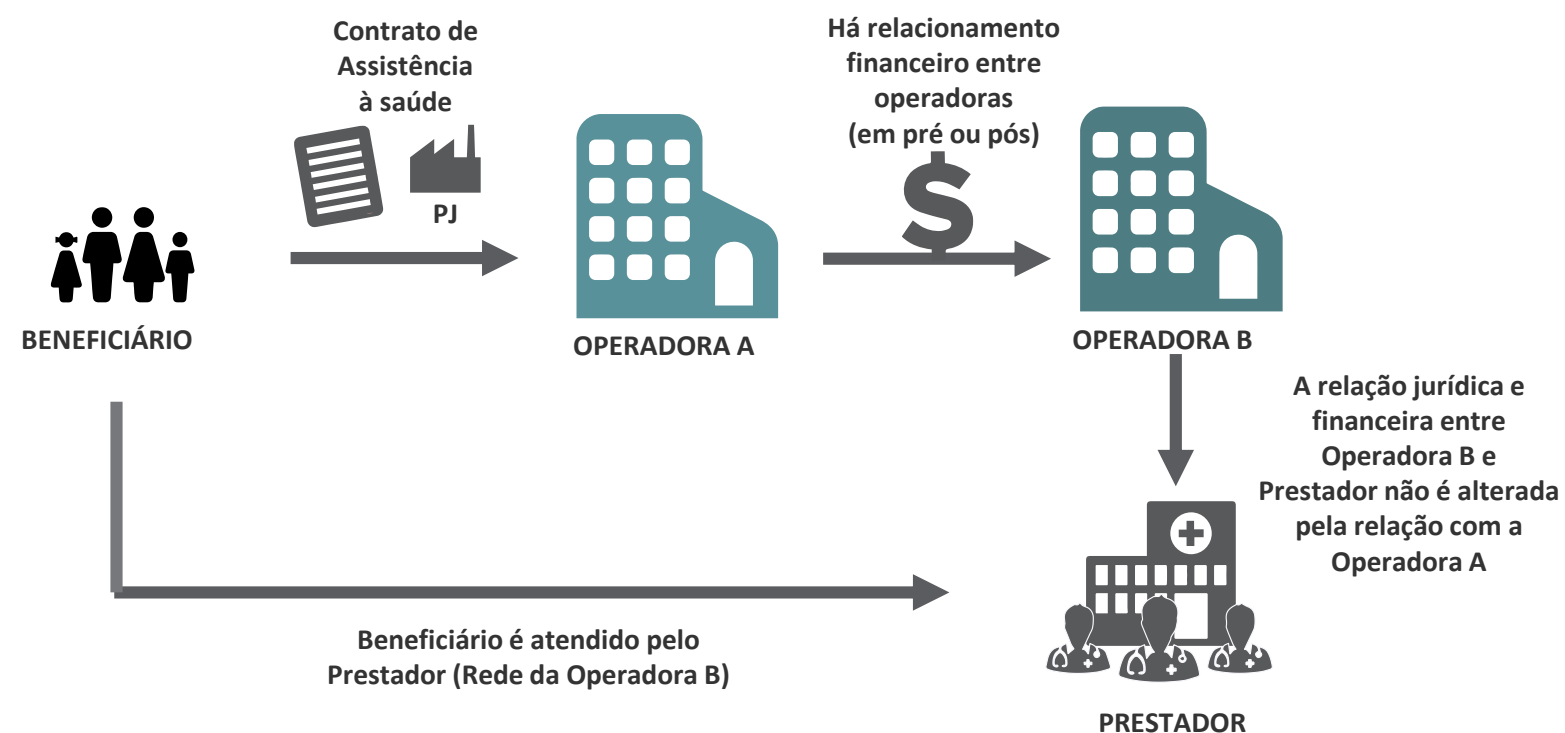 Contrato de
Assistência
à saúde
PJ
Há relacionamento
financeiro entre
operadoras
(em pré ou pós)
$
BENEFICIÁRIO
OPERADORA A
OPERADORA B
A relação jurídica e
financeira entre
Operadora B e
Prestador não é alterada
pela relação com a
Operadora A
Beneficiário é atendido pelo
Prestador (Rede da Operadora B)
PRESTADOR